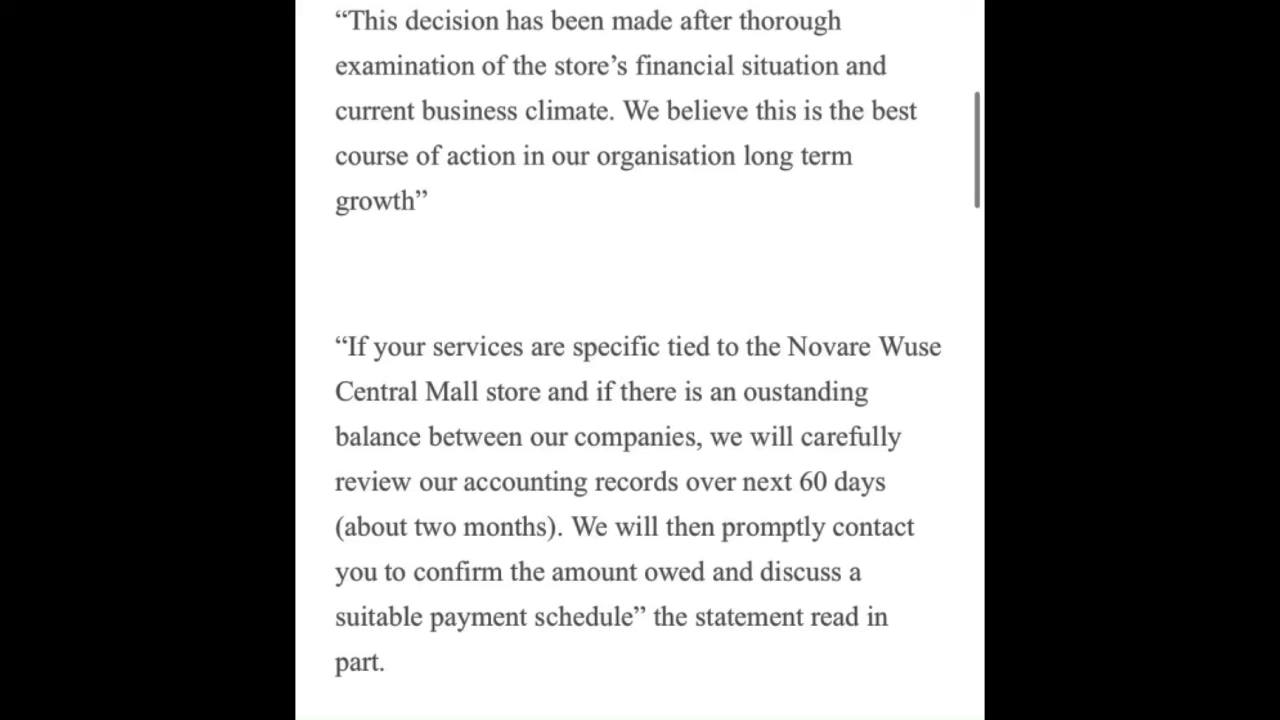 “This decision has been made after thorough
examination of the store’s financial situation and
current business climate. We believe this is the best
course of action in our organisation long term
growth”
“If your services are specific tied to the Novare Wuse
Central Mall store and if there is an oustanding
balance between our companies, we will carefully
review our accounting records over next 60 days
(about two months). We will then promptly contact
you to confirm the amount owed and discuss a
suitable payment schedule” the statement read in
part.